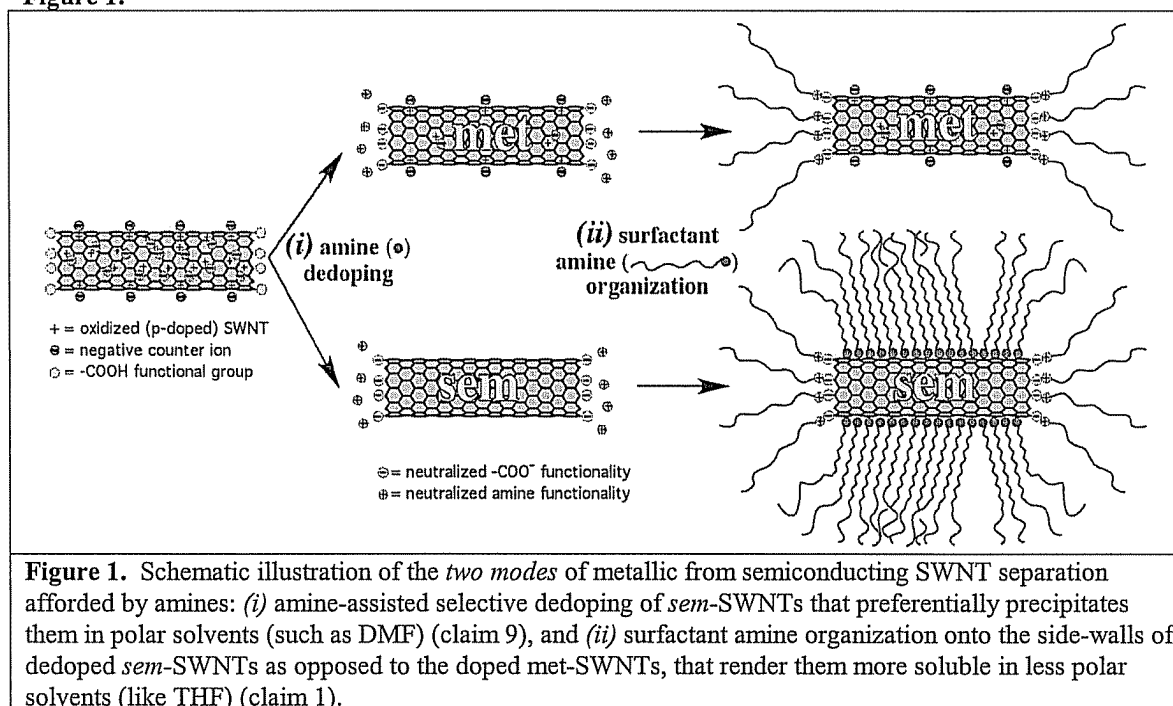 Figure 1.
met
met
(i) amine ( )
dedoping
(ii) surfactant
amine ( )
organization
+ = oxidized (p-doped) SWNT
⊖ = negative counter ion
= -COOH functional group
sem
sem
⊖ = neutralized -COO⁻ functionality
⊕ = neutralized amine functionality
Figure 1. Schematic illustration of the two modes of metallic from semiconducting SWNT separation
afforded by amines: (i) amine-assisted selective dedoping of sem-SWNTs that preferentially precipitates
them in polar solvents (such as DMF) (claim 9), and (ii) surfactant amine organization onto the side-walls of
dedoped sem-SWNTs as opposed to the doped met-SWNTs, that render them more soluble in less polar
solvents (like THF) (claim 1).